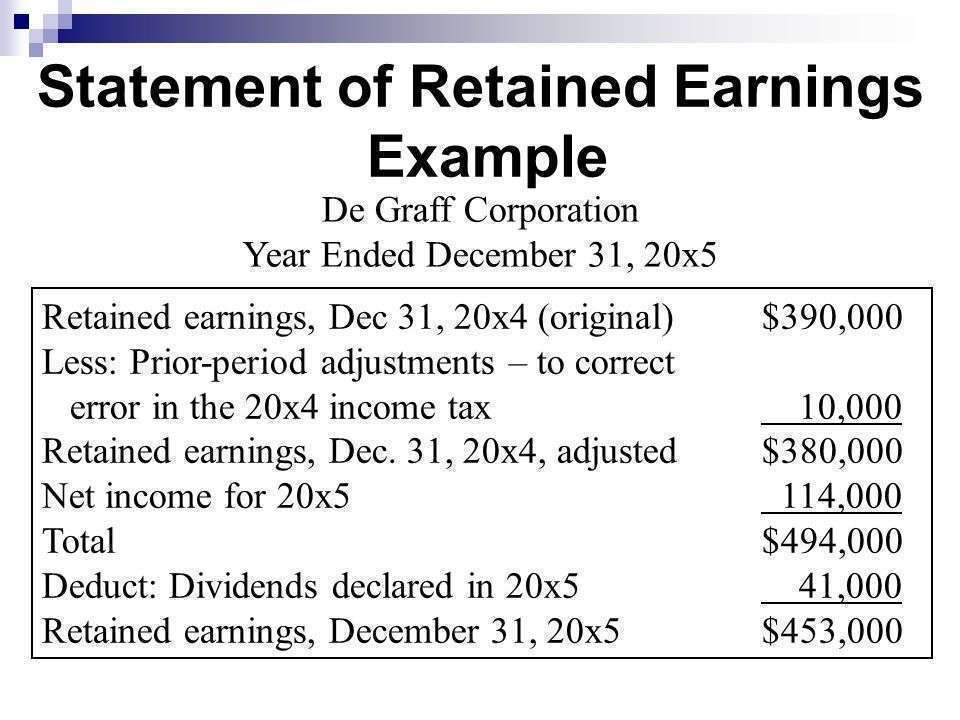 Statement of Retained Earnings
Example
De Graff Corporation
Year Ended December 31, 20x5
Retained earnings, Dec 31, 20x4 (original) $390,000
Less: Prior-period adjustments – to correct
error in the 20x4 income tax 10,000
Retained earnings, Dec. 31, 20x4, adjusted $380,000
Net income for 20x5 114,000
Total $494,000
Deduct: Dividends declared in 20x5 41,000
Retained earnings, December 31, 20x5 $453,000